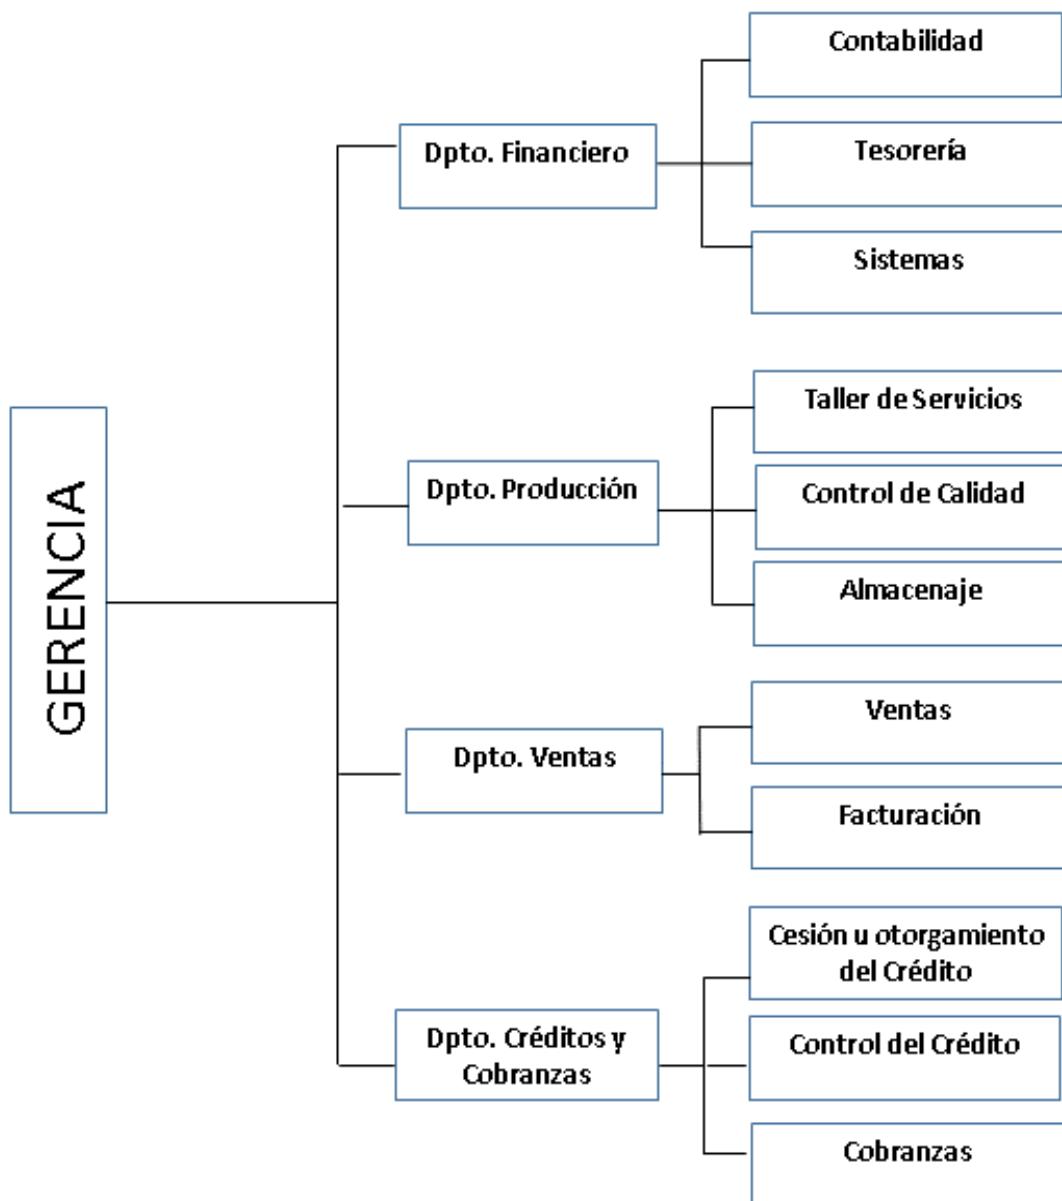 GERENCIA
Dpto. Financiero
Contabilidad
Tesorería
Sistemas
Dpto. Producción
Taller de Servicios
Control de Calidad
Almacenaje
Dpto. Ventas
Ventas
Facturación
Dpto. Créditos y
Cobranzas
Cesión u otorgamiento
del Crédito
Control del Crédito
Cobranzas